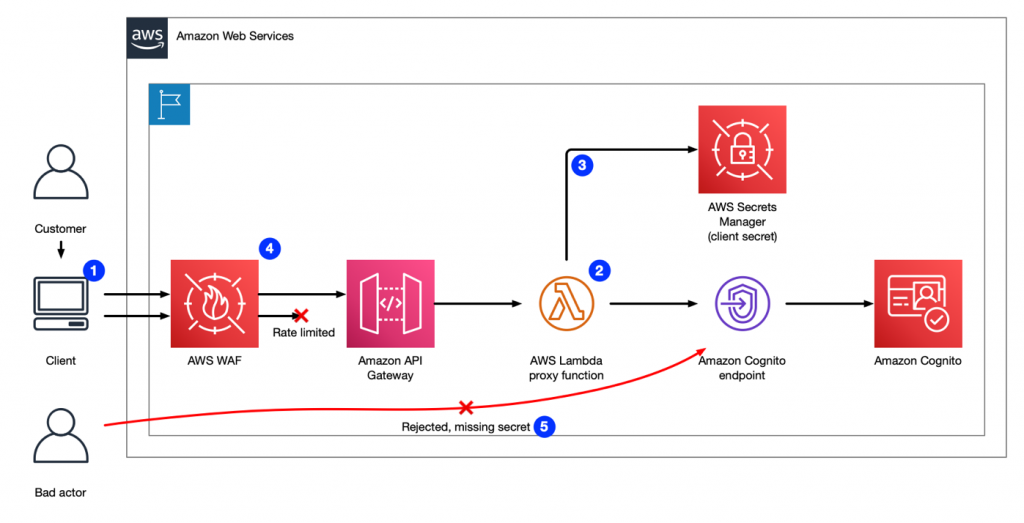 aws
Amazon Web Services
Customer
1
Client
AWS WAF
4
Rate limited
Amazon API
Gateway
2
AWS Lambda
proxy function
3
AWS Secrets
Manager
(client secret)
Amazon Cognito
endpoint
Amazon Cognito
Rejected, missing secret
5
Bad actor